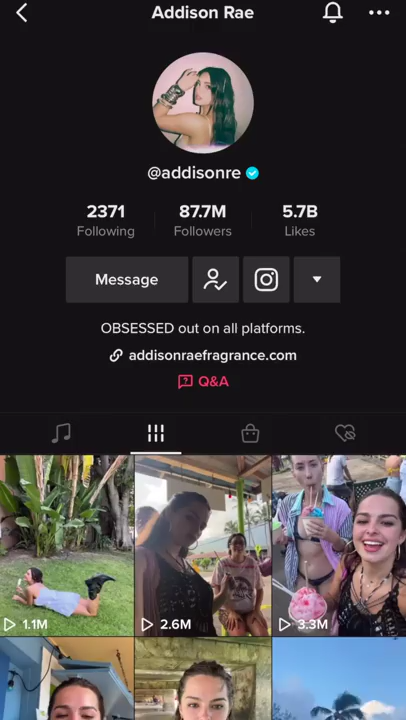 Addison Rae
@addisonre
2371
Following
87.7M
Followers
5.7B
Likes
Message
OBSESSED out on all platforms.
addisonraefragrance.com
Q&A
1.1M
2.6M
3.3M